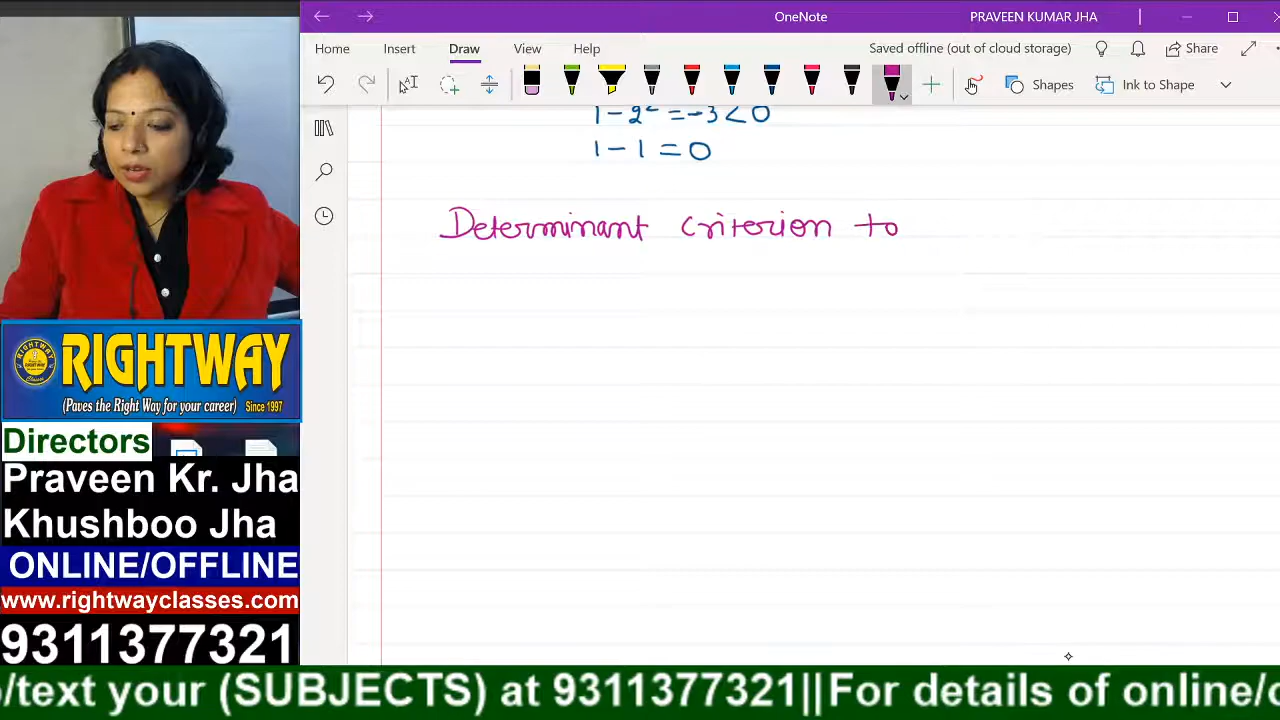 OneNote
PRAVEEN KUMAR JHA
Home Insert Draw View Help
Saved offline (out of cloud storage)
Share
Shapes
Ink to Shape
1 - 2² = -3 < 0
1 - 1 = 0
Determinant criterion to
RIGHTWAY
(Paves the Right Way for your career) Since 1997
Directors
Praveen Kr. Jha
Khushboo Jha
ONLINE/OFFLINE
www.rightwayclasses.com
9311377321
/text your (SUBJECTS) at 9311377321||For details of online/